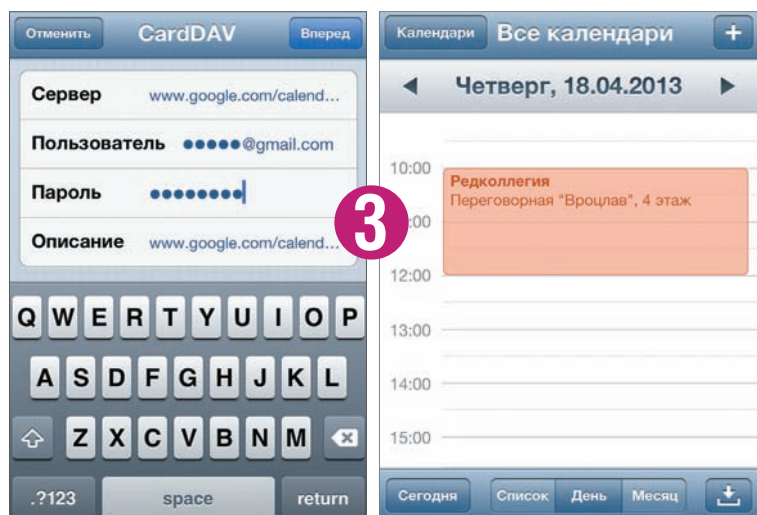 Отменить CardDAV Вперед
Сервер www.google.com/calend...
Пользователь ●●●●●@gmail.com
Пароль ●●●●●●●●
Описание www.google.com/calend...
Q W E R T Y U I O P
A S D F G H J K L
Z X C V B N M
.?123 space return
3
Календари Все календари +
Четверг, 18.04.2013
10:00
Редколлегия
Переговорная "Вроцлав", 4 этаж
:00
12:00
13:00
14:00
15:00
Сегодня Список День Месяц